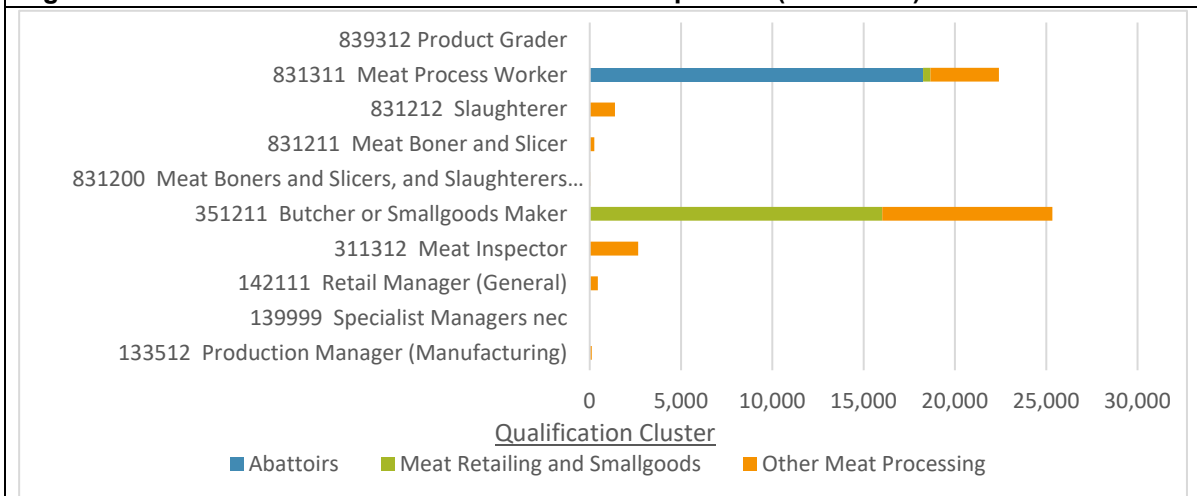 839312 Product Grader
831311 Meat Process Worker
831212 Slaughterer
831211 Meat Boner and Slicer
831200 Meat Boners and Slicers, and Slaughterers...
351211 Butcher or Smallgoods Maker
311312 Meat Inspector
142111 Retail Manager (General)
139999 Specialist Managers nec
133512 Production Manager (Manufacturing)
0 5,000 10,000 15,000 20,000 25,000 30,000
Qualification Cluster
Abattoirs Meat Retailing and Smallgoods Other Meat Processing